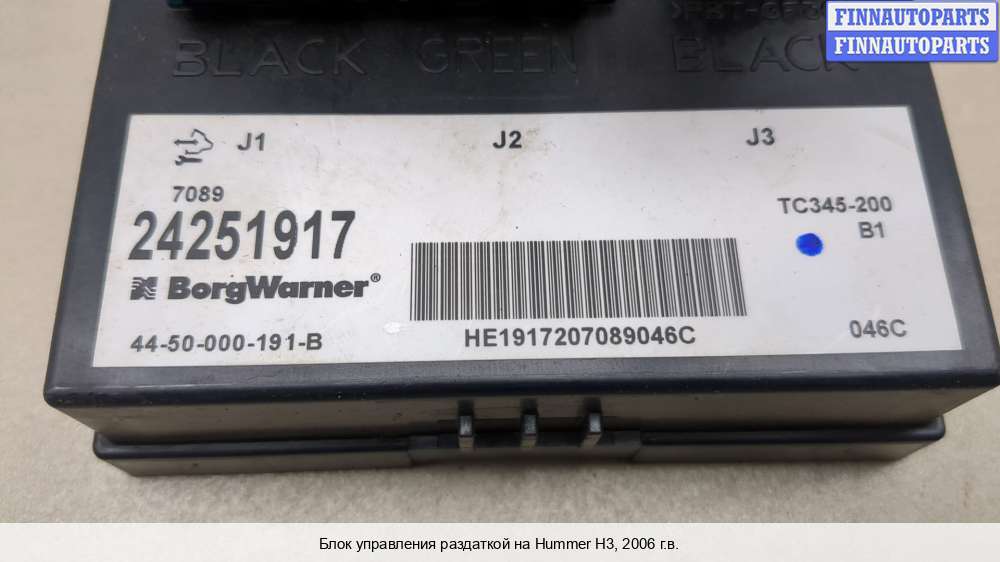 FINNAUTOPARTS
FINNAUTOPARTS
BLACK GREEN BLACK
J1 J2 J3
7089
24251917
TC345-200
B1
BorgWarner®
44-50-000-191-B
HE1917207089046C
046C
Блок управления раздаткой на Hummer H3, 2006 г.в.